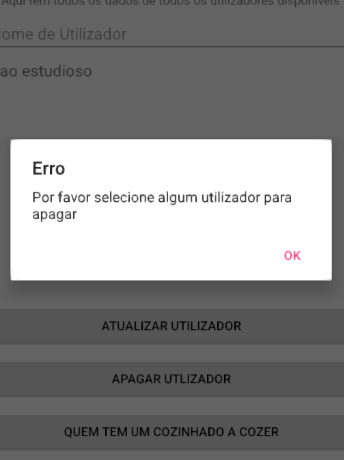 Aqui tem todos os dados de todos os utilizadores disponiveis
ome de Utilizador
ao estudioso
Erro
Por favor selecione algum utilizador para
apagar
OK
ATUALIZAR UTILIZADOR
APAGAR UTLIZADOR
QUEM TEM UM COZINHADO A COZER